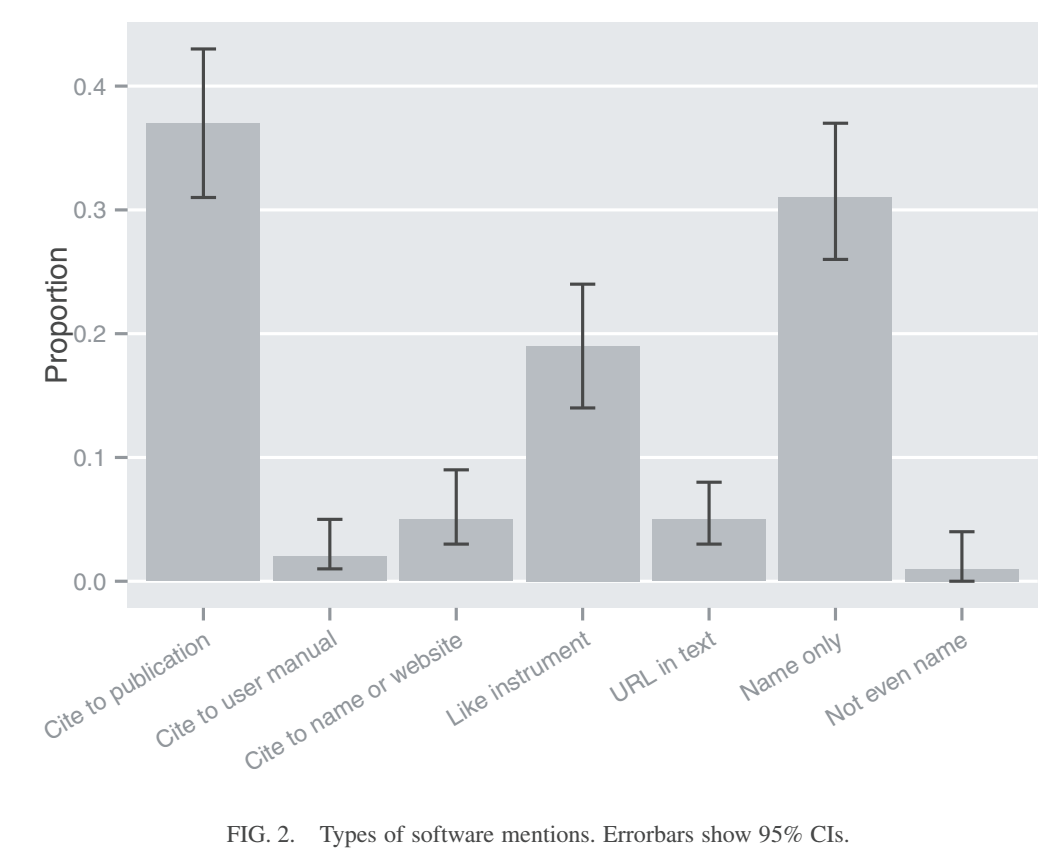 Proportion
0.4
0.3
0.2
0.1
0.0
Cite to publication
Cite to user manual
Cite to name or website
Like instrument
URL in text
Name only
Not even name
FIG. 2. Types of software mentions. Errorbars show 95% CIs.